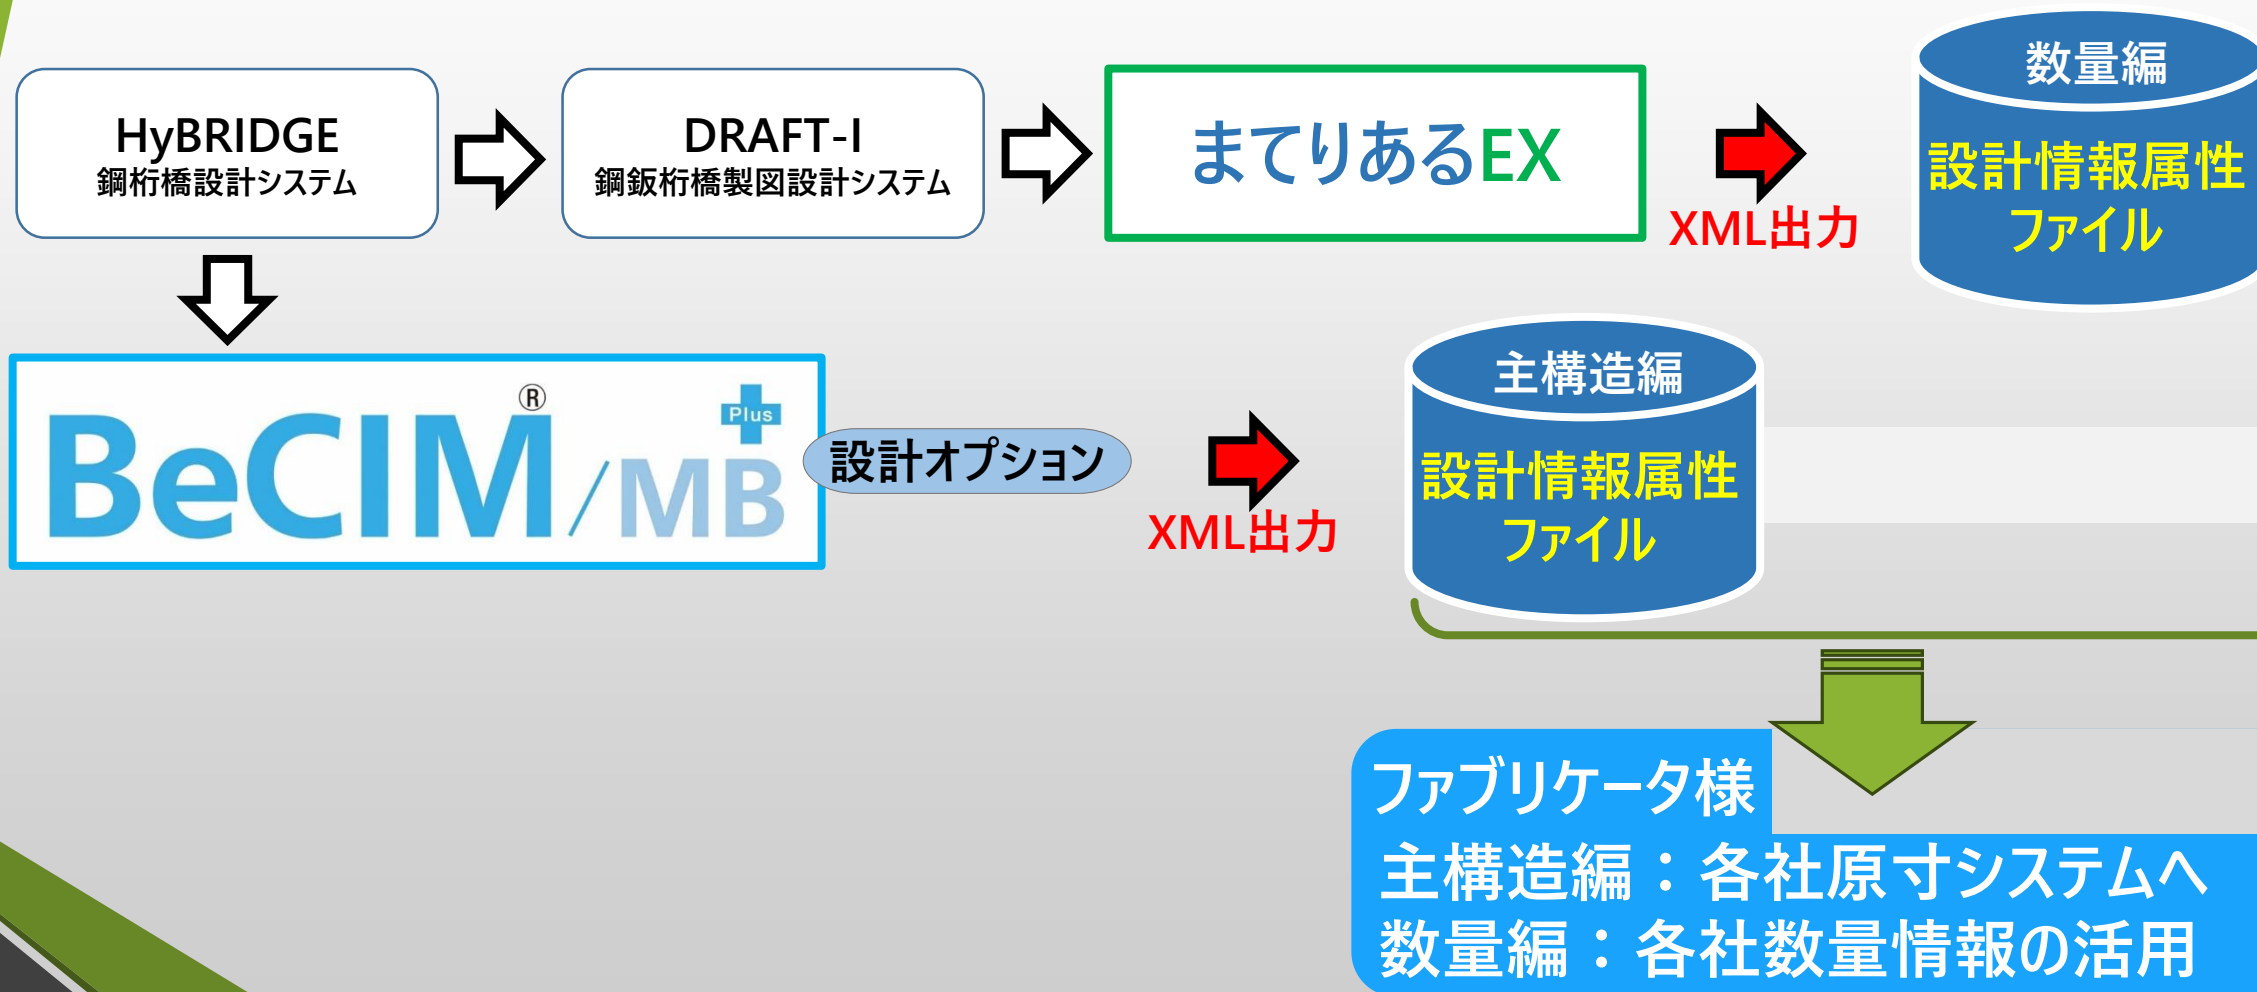 HyBRIDGE
鋼桁橋設計システム
DRAFT-I
鋼鈑桁橋製図設計システム
まてりあるEX
XML出力
数量編
設計情報属性
ファイル
BeCIM®/MB Plus
設計オプション
XML出力
主構造編
設計情報属性
ファイル
ファブリケータ様
主構造編：各社原寸システムへ
数量編：各社数量情報の活用